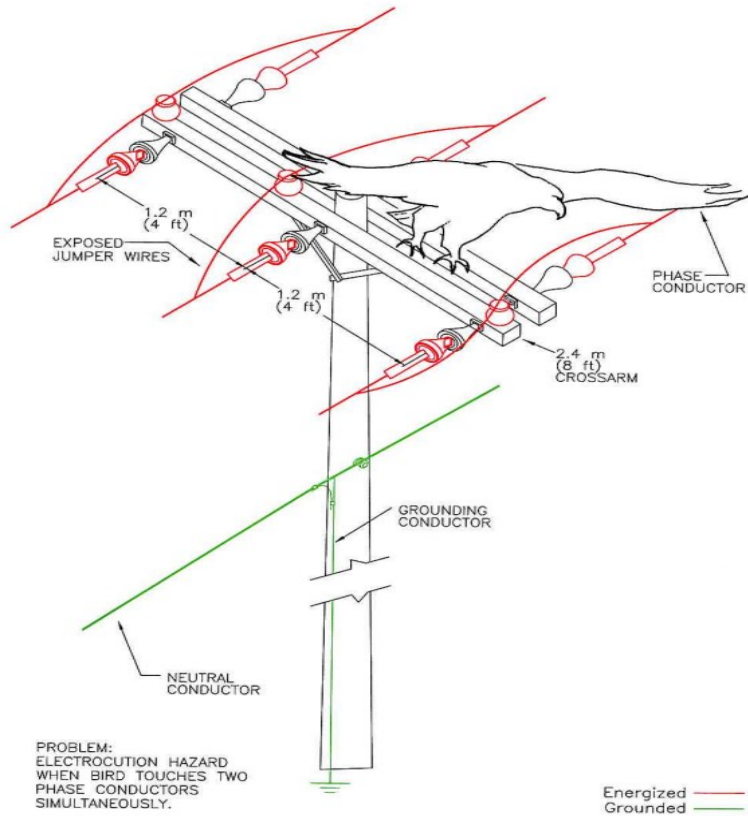 1.2 m
(4 ft)
EXPOSED
JUMPER WIRES
1.2 m
(4 ft)
PHASE
CONDUCTOR
2.4 m
(8 ft)
CROSSARM
GROUNDING
CONDUCTOR
NEUTRAL
CONDUCTOR
PROBLEM:
ELECTROCUTION HAZARD
WHEN BIRD TOUCHES TWO
PHASE CONDUCTORS
SIMULTANEOUSLY.
Energized
Grounded